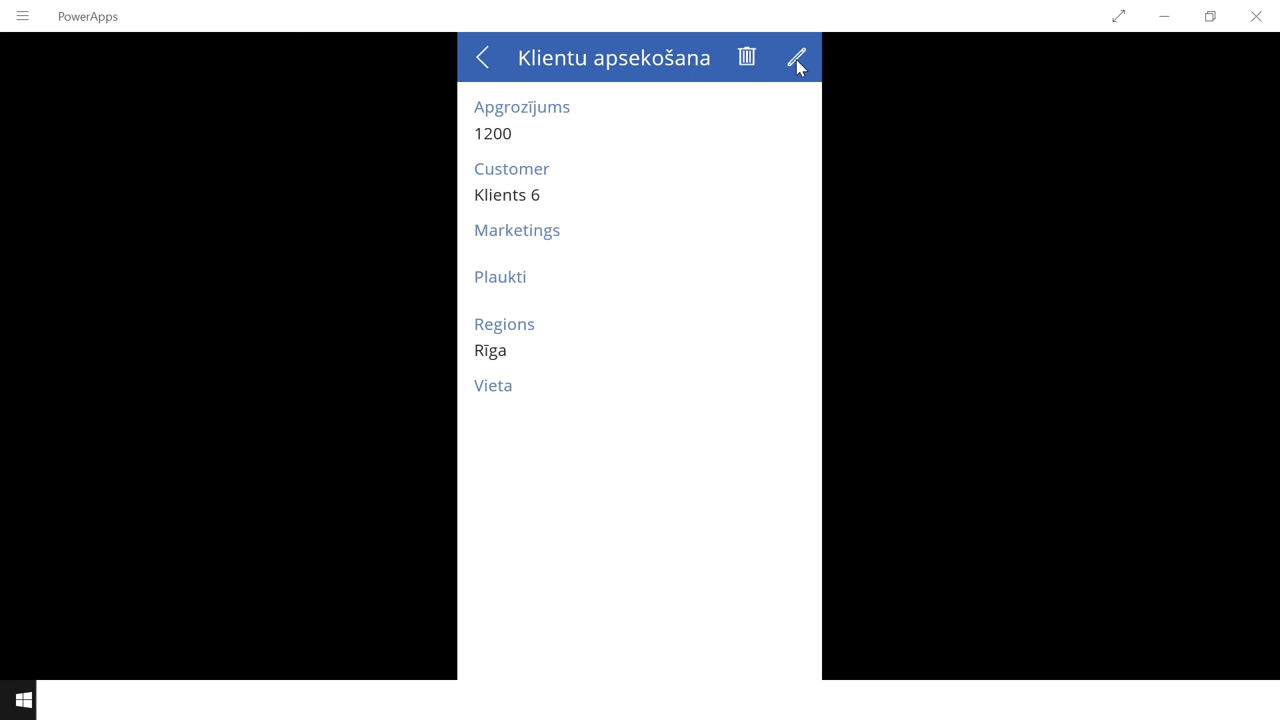 PowerApps
Klientu apsekošana
Apgrozījums
1200
Customer
Klients 6
Marketings
Plaukti
Regions
Rīga
Vieta